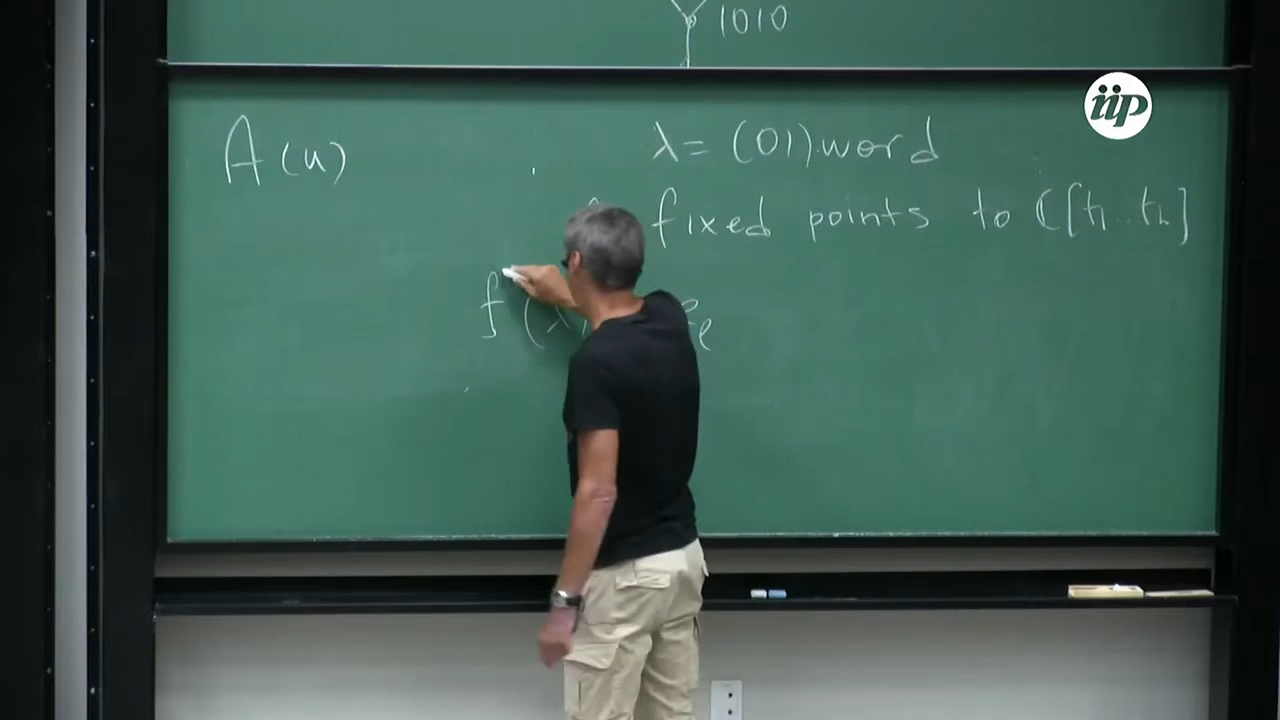 1010
iip
A(u)
λ = (01) word
fixed points to ℂ[t₁..tₙ]
f (λ
e